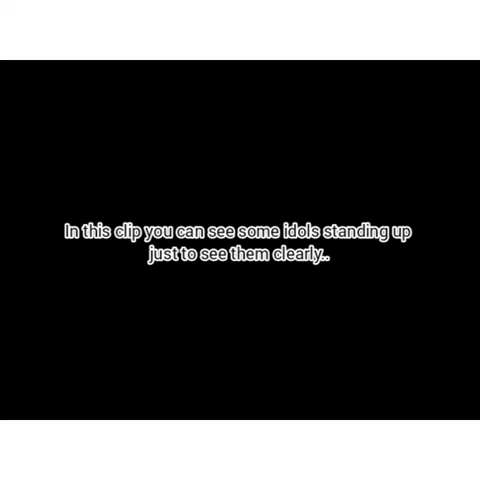 In this clip you can see some idols standing up
just to see them clearly..